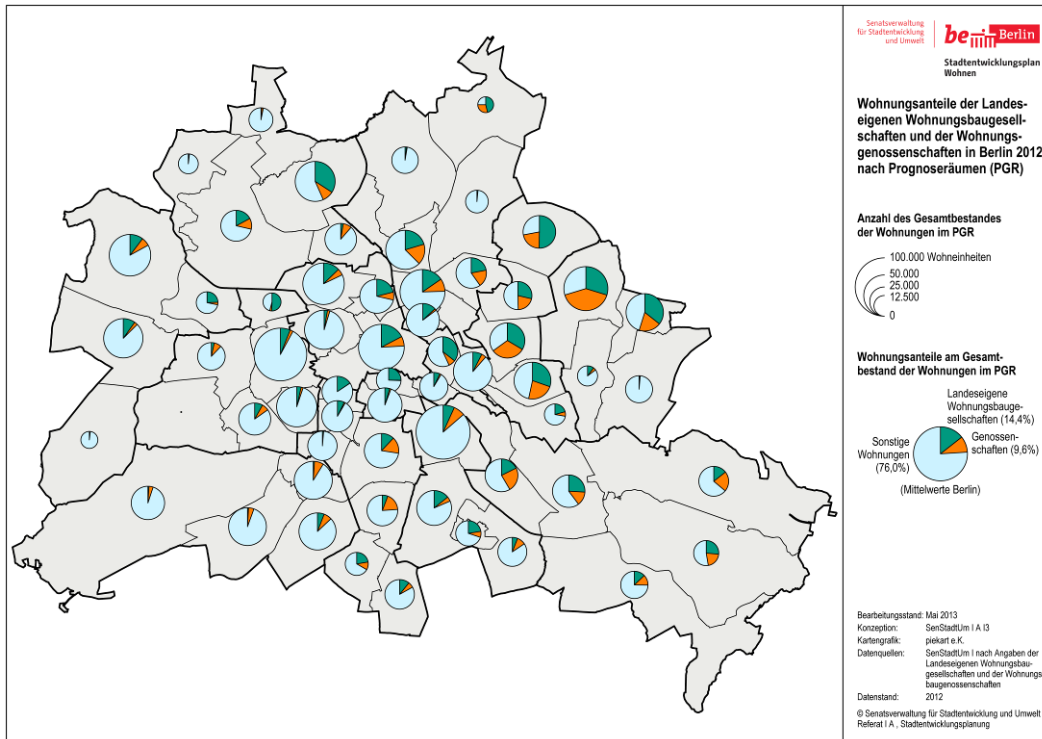 Senatsverwaltung
für Stadtentwicklung
und Umwelt
be Berlin
Stadtentwicklungsplan
Wohnen
Wohnungsanteile der Landes-
eigenen Wohnungsbaugesell-
schaften und der Wohnungs-
genossenschaften in Berlin 2012
nach Prognoseräumen (PGR)
Anzahl des Gesamtbestandes
der Wohnungen im PGR
100.000 Wohneinheiten
50.000
25.000
12.500
0
Wohnungsanteile am Gesamt-
bestand der Wohnungen im PGR
Landeseigene
Wohnungsbauge-
sellschaften (14,4%)
Genossen-
schaften (9,6%)
Sonstige
Wohnungen
(76,0%)
(Mittelwerte Berlin)
Bearbeitungsstand: Mai 2013
Konzeption: SenStadtUm I A I3
Kartengrafik: piekart e.K.
Datenquellen: SenStadtUm I nach Angaben der
Landeseigenen Wohnungsbau-
gesellschaften und der Wohnungs
baugenossenschaften
Datenstand: 2012
© Senatsverwaltung für Stadtentwicklung und Umwelt
Referat I A , Stadtentwicklungsplanung